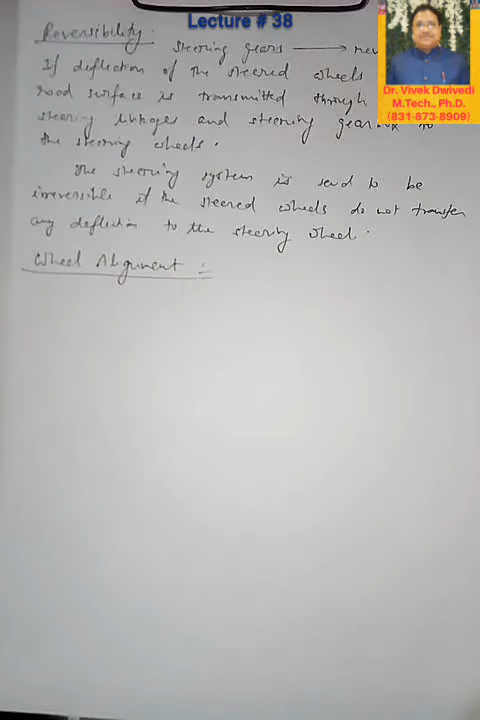 Lecture # 38
Reversibility. Steering gears → rev
If deflection of the steered wheels
road surface is transmitted through
steering linkages and steering gear to
the steering wheels.
The steering system is said to be
irreversible if the steered wheels do not transfer
any deflection to the steering wheel.
Wheel Alignment :-
Dr. Vivek Dwivedi
M.Tech., Ph.D.
(831-873-8909)